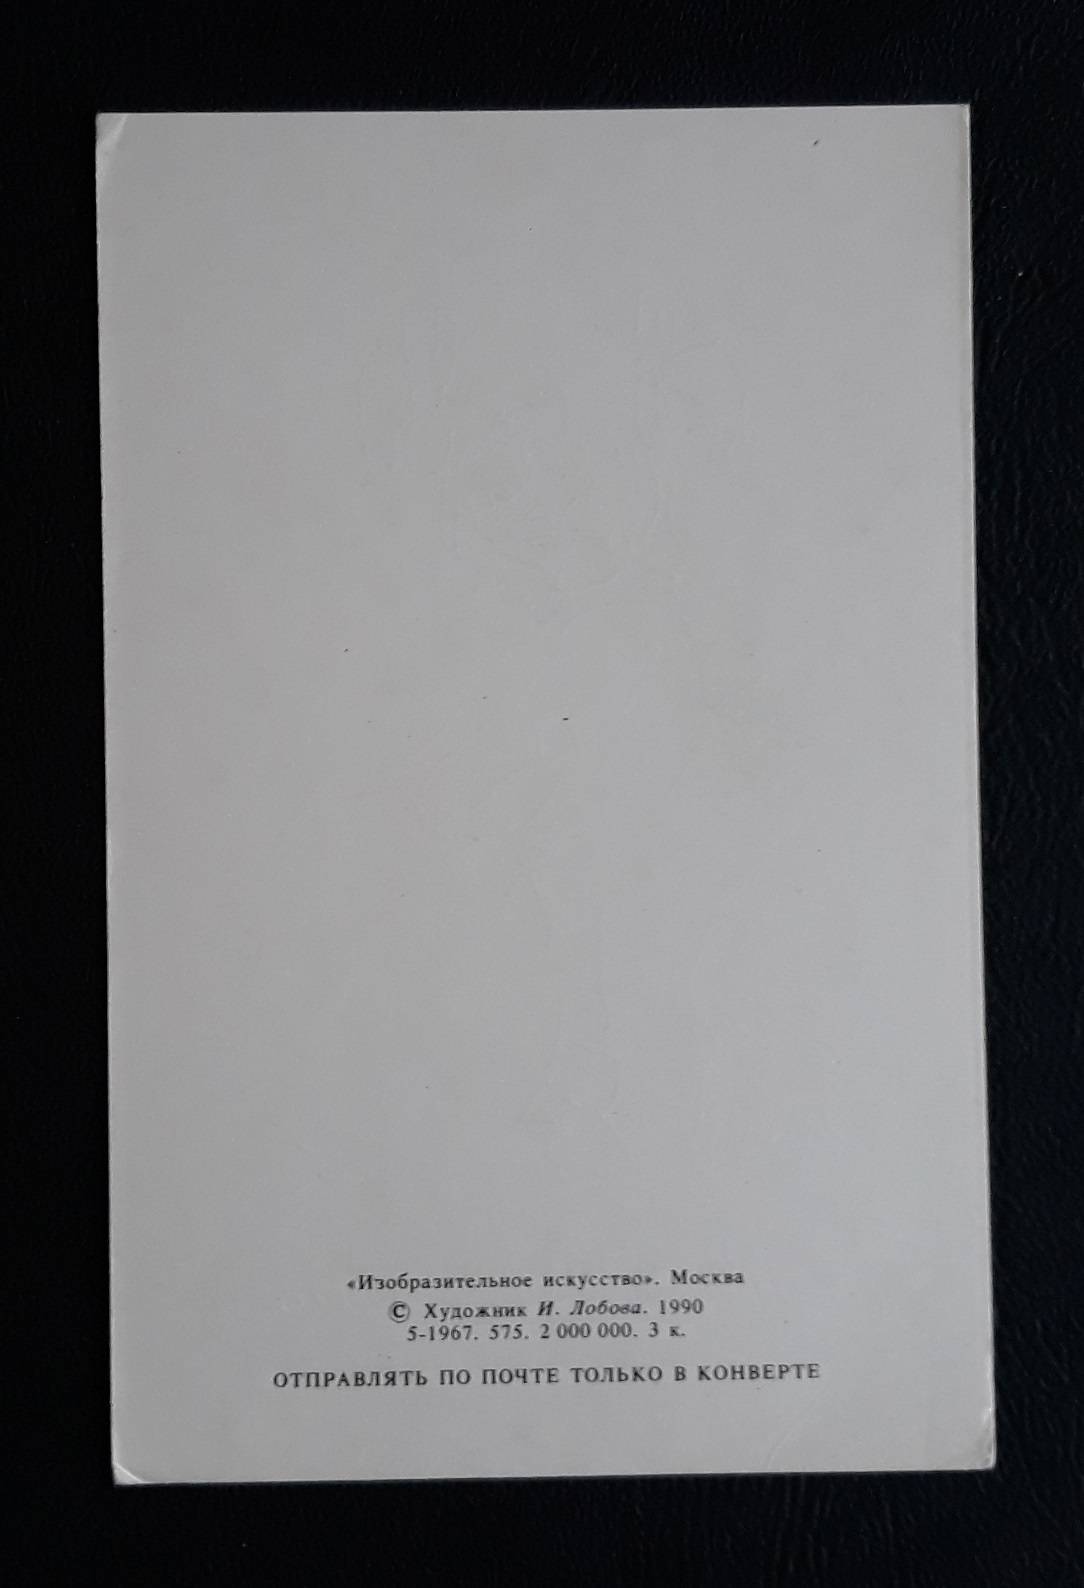 «Изобразительное искусство». Москва
© Художник И. Лобова. 1990
5-1967. 575. 2 000 000. 3 к.
ОТПРАВЛЯТЬ ПО ПОЧТЕ ТОЛЬКО В КОНВЕРТЕ